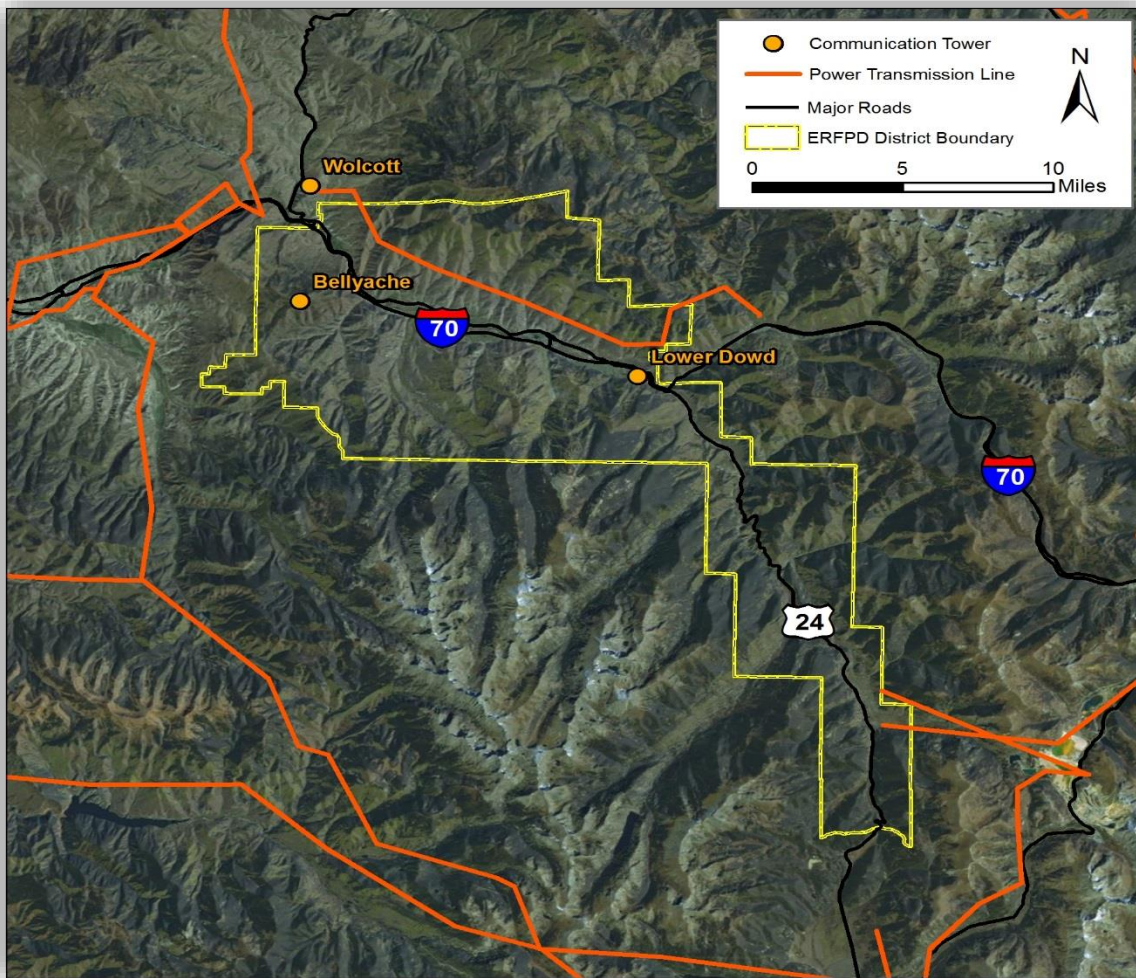 Communication Tower
Power Transmission Line
Major Roads
ERFPD District Boundary
N
0 5 10
Miles
Wolcott
Bellyache
70
Lower Dowd
70
24